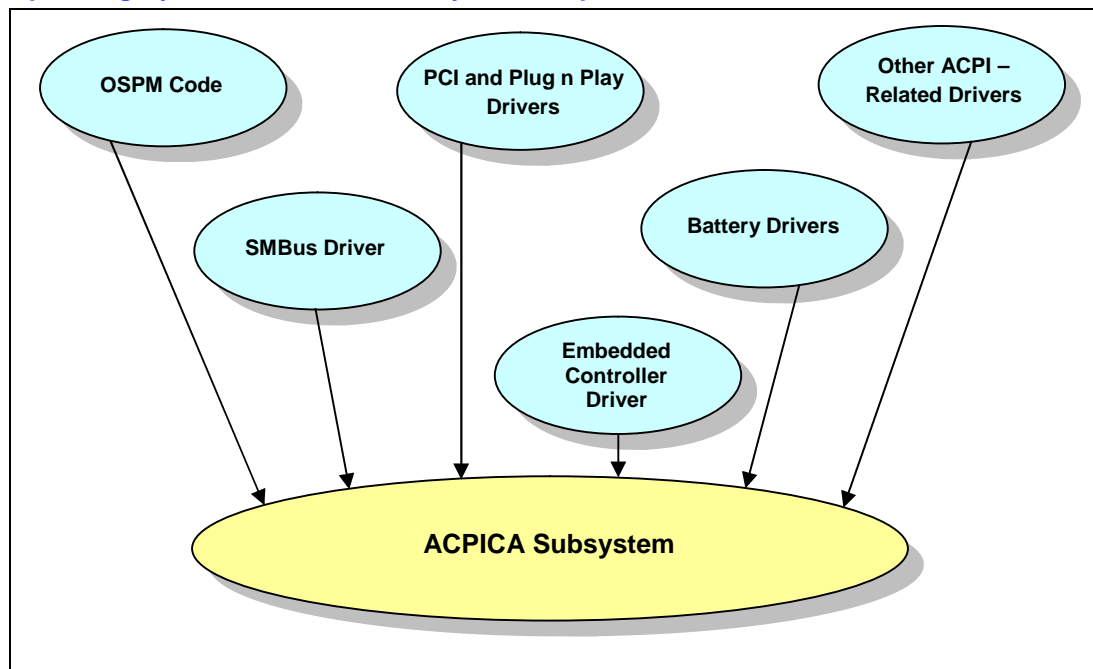 OSPM Code
PCI and Plug n Play
Drivers
Other ACPI –
Related Drivers
SMBus Driver
Battery Drivers
Embedded
Controller
Driver
ACPICA Subsystem